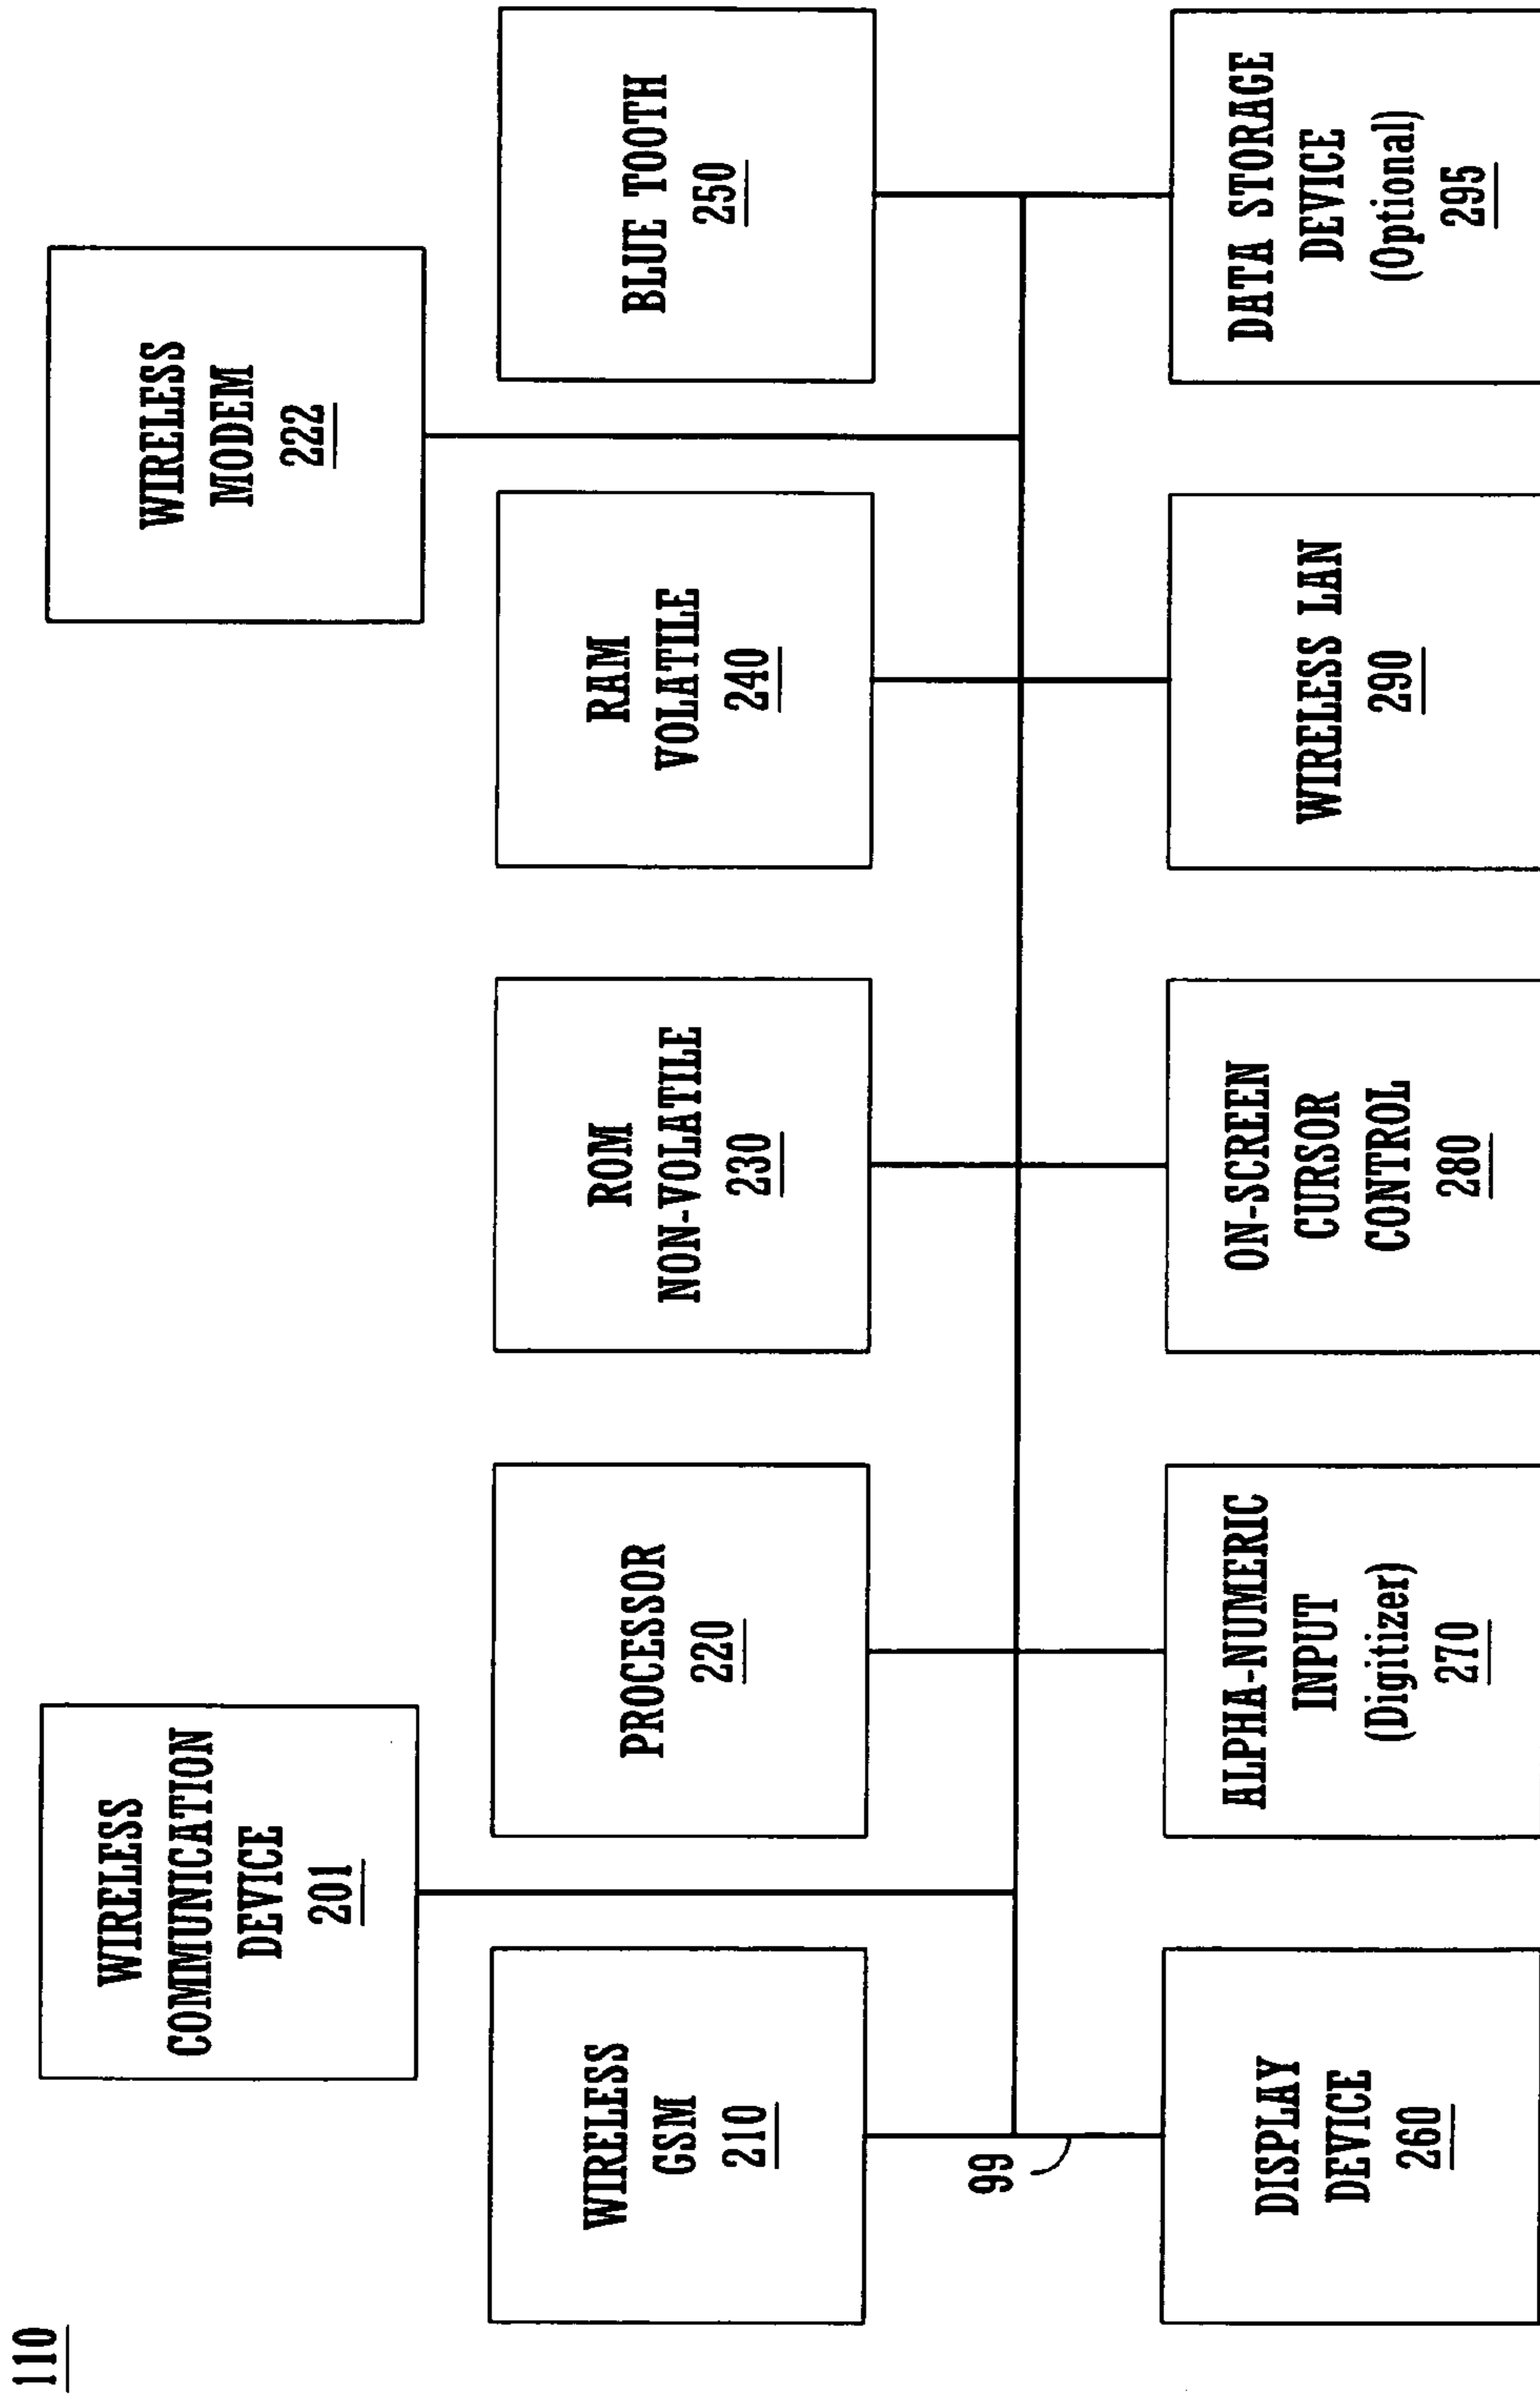 110
WIRELESS
COMMUNICATION
DEVICE
201
WIRELESS
MODEM
222
WIRELESS
GSM
210
PROCESSOR
220
ROM
NON-VOLATILE
230
RAM
VOLATILE
240
BLUE TOOTH
250
99
DISPLAY
DEVICE
260
ALPHA-NUMERIC
INPUT
(Digitizer)
270
ON-SCREEN
CURSOR
CONTROL
280
WIRELESS LAN
290
DATA STORAGE
DEVICE
(Optional)
295